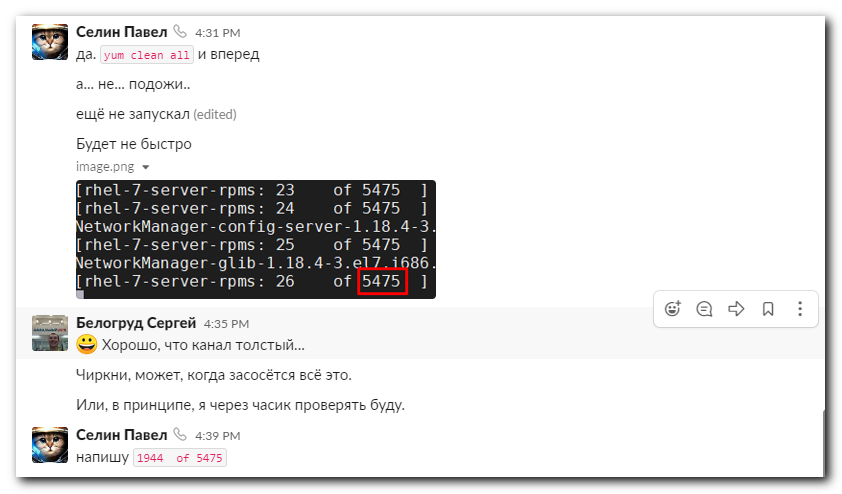 Селин Павел 4:31 PM
да. yum clean all и вперед
а... не... подожи..
ещё не запускал (edited)
Будет не быстро
image.png
[rhel-7-server-rpms: 23 of 5475 ]
[rhel-7-server-rpms: 24 of 5475 ]
NetworkManager-config-server-1.18.4-3.
[rhel-7-server-rpms: 25 of 5475 ]
NetworkManager-glib-1.18.4-3.el7.i686.
[rhel-7-server-rpms: 26 of 5475 ]
Белогруд Сергей 4:35 PM
Хорошо, что канал толстый...
Чиркни, может, когда засосётся всё это.
Или, в принципе, я через часик проверять буду.
Селин Павел 4:39 PM
напишу 1944 of 5475